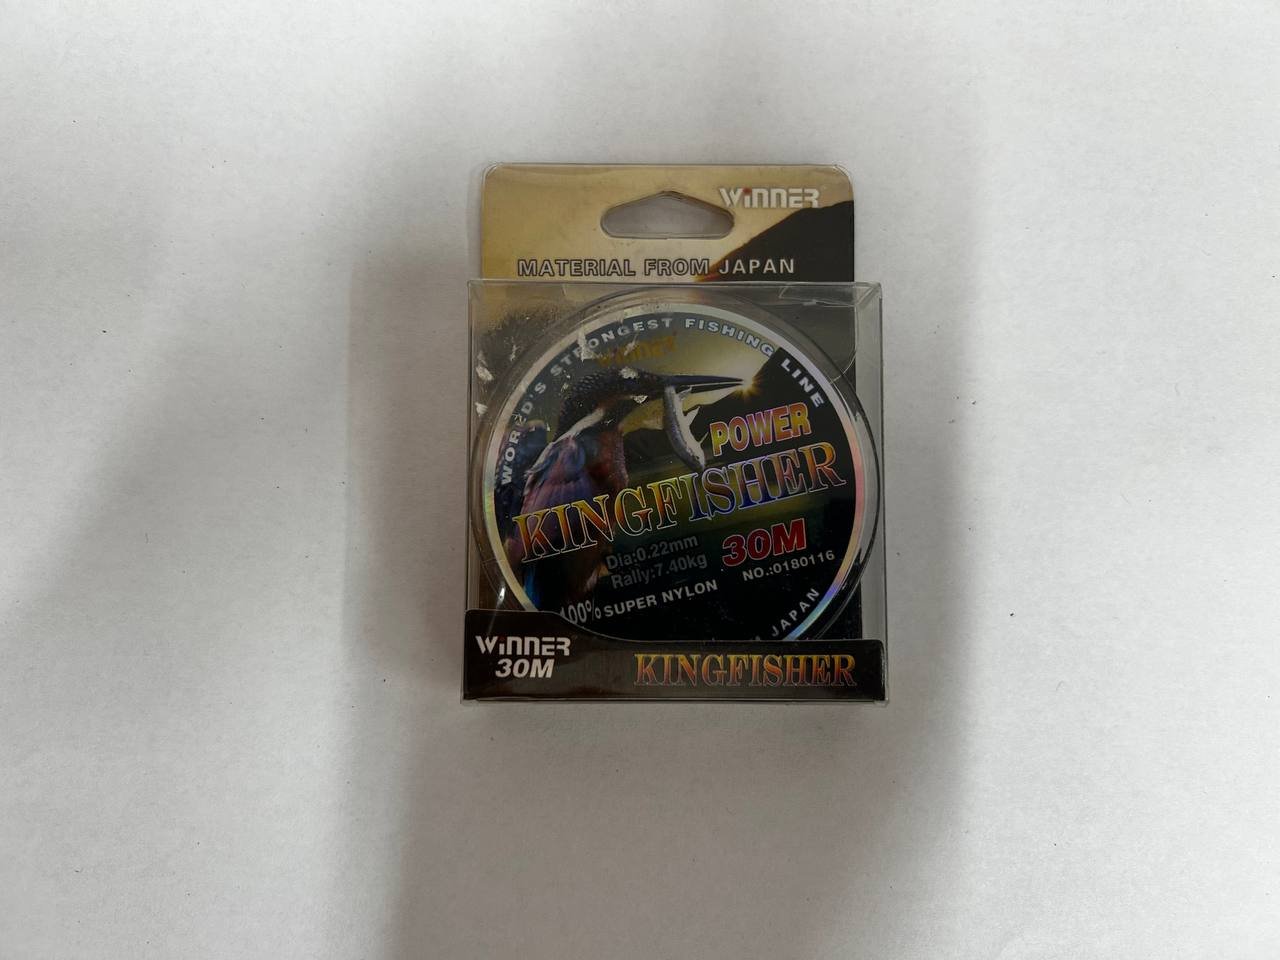 WINNER
MATERIAL FROM JAPAN
WORLD'S STRONGEST FISHING LINE
WINNER
POWER
KINGFISHER
Dia:0.22mm
30M
Rally:7.40kg
NO.:0180116
100% SUPER NYLON
JAPAN
WINNER
30M
KINGFISHER